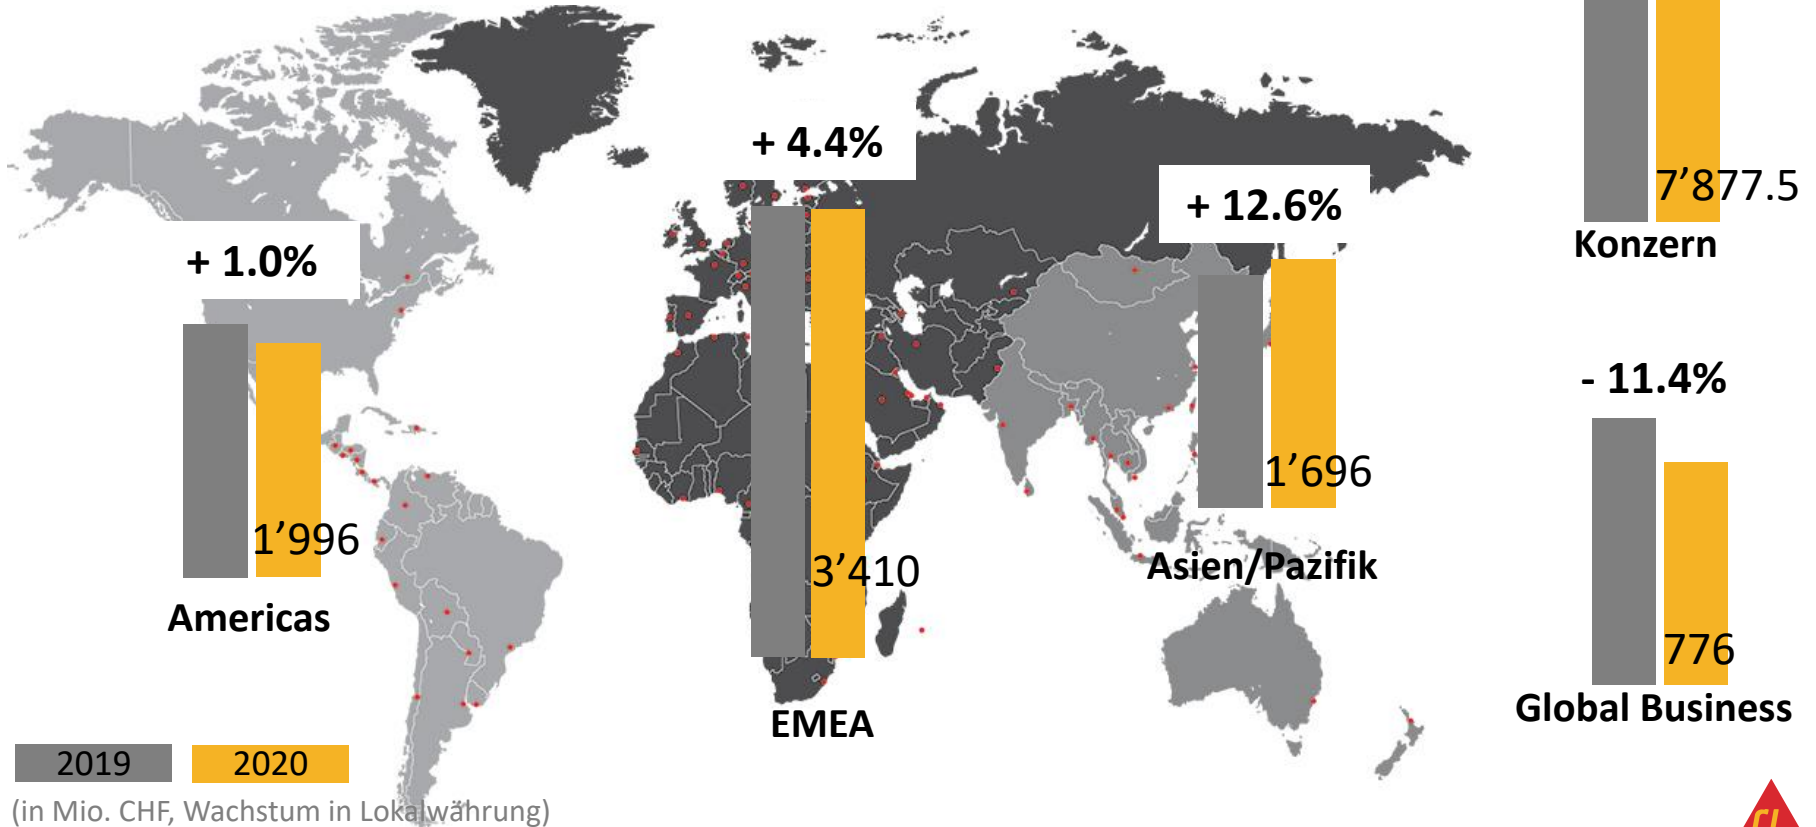 + 4.4%
7’877.5
+ 12.6%
Konzern
+ 1.0%
- 11.4%
1’696
1’996
3’410
Asien/Pazifik
Americas
776
EMEA
Global Business
2019
2020
(in Mio. CHF, Wachstum in Lokalwährung)